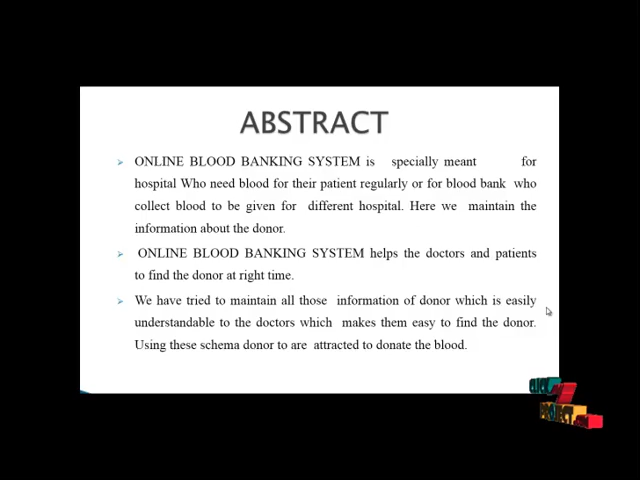 ABSTRACT
ONLINE BLOOD BANKING SYSTEM is specially meant for
hospital Who need blood for their patient regularly or for blood bank who
collect blood to be given for different hospital. Here we maintain the
information about the donor.
ONLINE BLOOD BANKING SYSTEM helps the doctors and patients
to find the donor at right time.
We have tried to maintain all those information of donor which is easily
understandable to the doctors which makes them easy to find the donor.
Using these schema donor to are attracted to donate the blood.
PROJECT